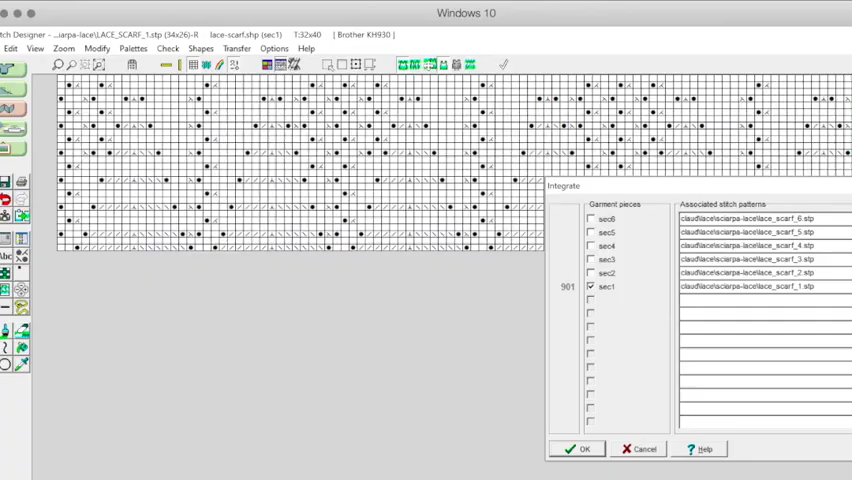 Windows 10
tch Designer - ...iarpa-lace\LACE_SCARF_1.stp (34x26)-R lace-scarf.shp (sec1) T:32x40 | Brother KH930 |
Edit View Zoom Modify Palettes Check Shapes Transfer Options Help
Integrate
Garment pieces Associated stitch patterns
sec6 claud\lace\sciarpa-lace\lace_scarf_6.stp
sec5 claud\lace\sciarpa-lace\lace_scarf_5.stp
sec4 claud\lace\sciarpa-lace\lace_scarf_4.stp
sec3 claud\lace\sciarpa-lace\lace_scarf_3.stp
sec2 claud\lace\sciarpa-lace\lace_scarf_2.stp
901 sec1 claud\lace\sciarpa-lace\lace_scarf_1.stp
Abc
OK Cancel ? Help